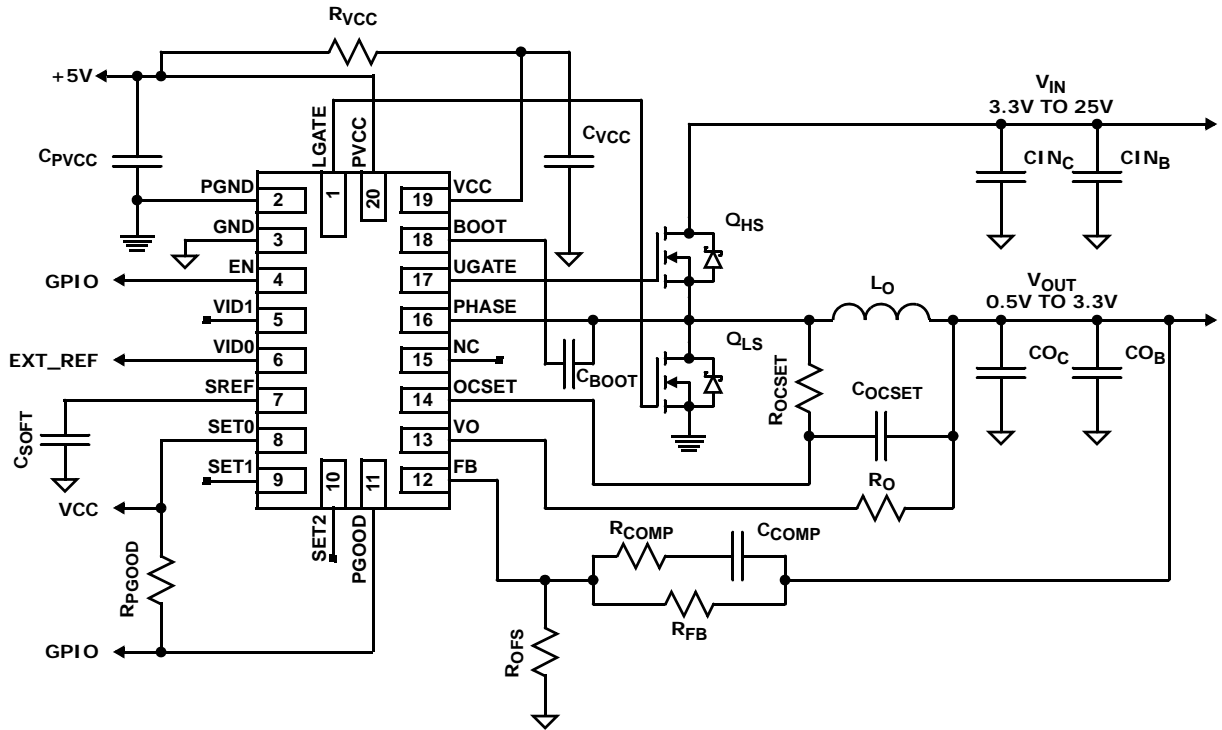 RVCC
+5V
LGATE
PVCC
CVCC
VIN
3.3V TO 25V
CPVCC
CINC
CINB
PGND
2
1
20
19
VCC
GND
3
18
BOOT
QHS
EN
4
17
UGATE
GPIO
VID1
5
16
PHASE
LO
VOUT
0.5V TO 3.3V
VID0
6
15
NC
EXT_REF
CBOOT
QLS
ROCSET
COCSET
COC
COB
SREF
7
14
OCSET
CSOFT
SET0
8
13
VO
SET1
9
10
11
12
FB
RO
VCC
SET2
PGOOD
RCOMP
CCOMP
RPGOOD
RFB
GPIO
ROFS